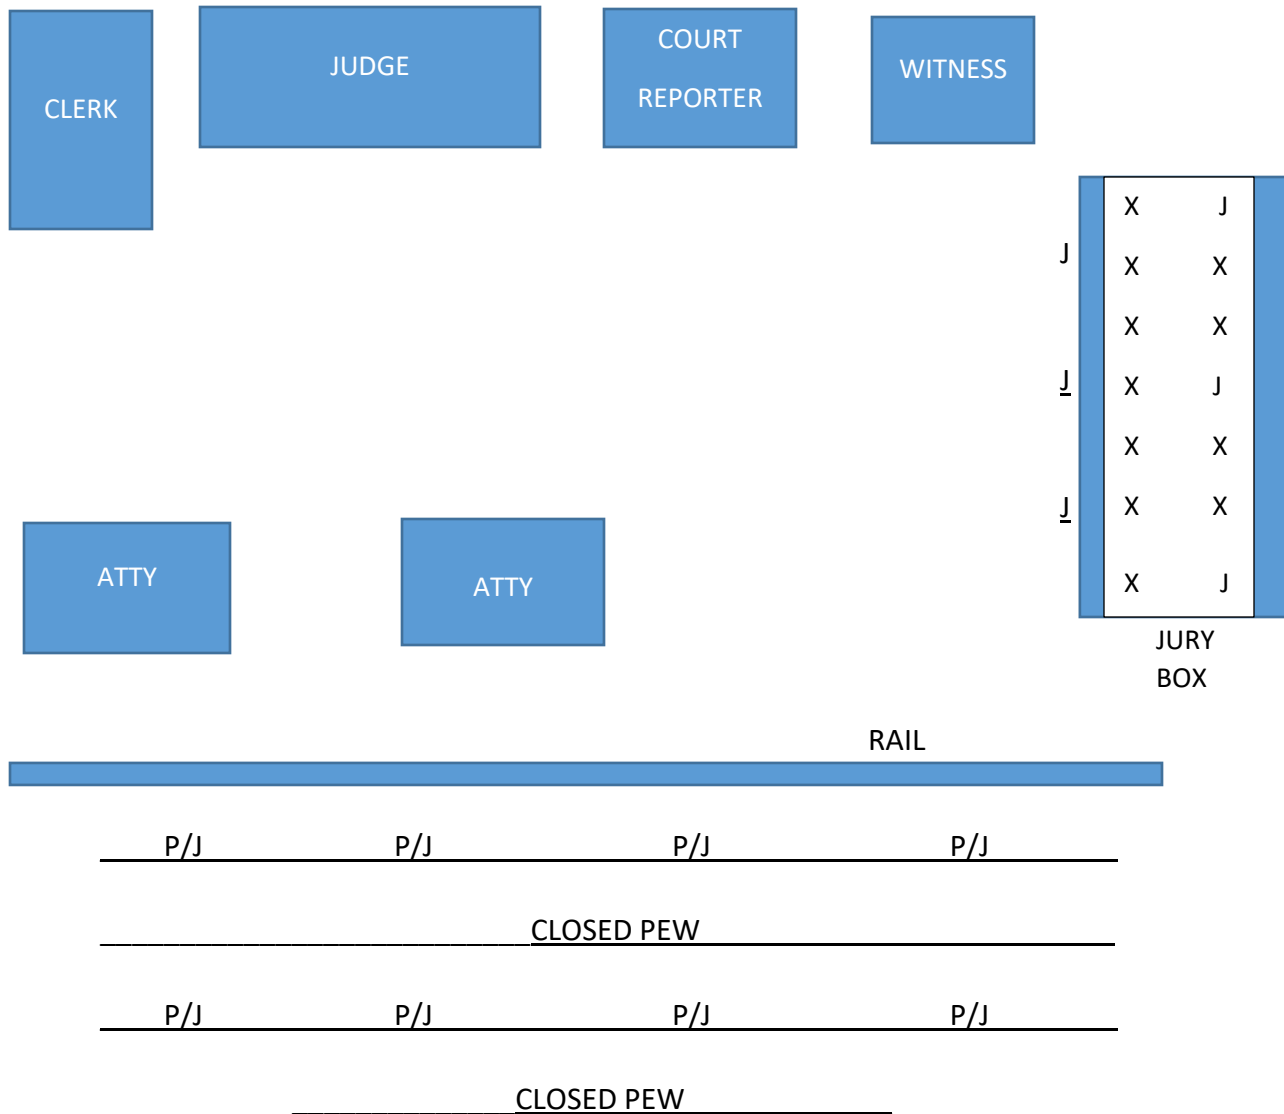 CLERK
JUDGE
COURT
REPORTER
WITNESS
X J
J
X X
X X
J X J
X X
J X X
X J
JURY
BOX
ATTY ATTY
RAIL
P/J P/J P/J P/J
CLOSED PEW
P/J P/J P/J P/J
CLOSED PEW